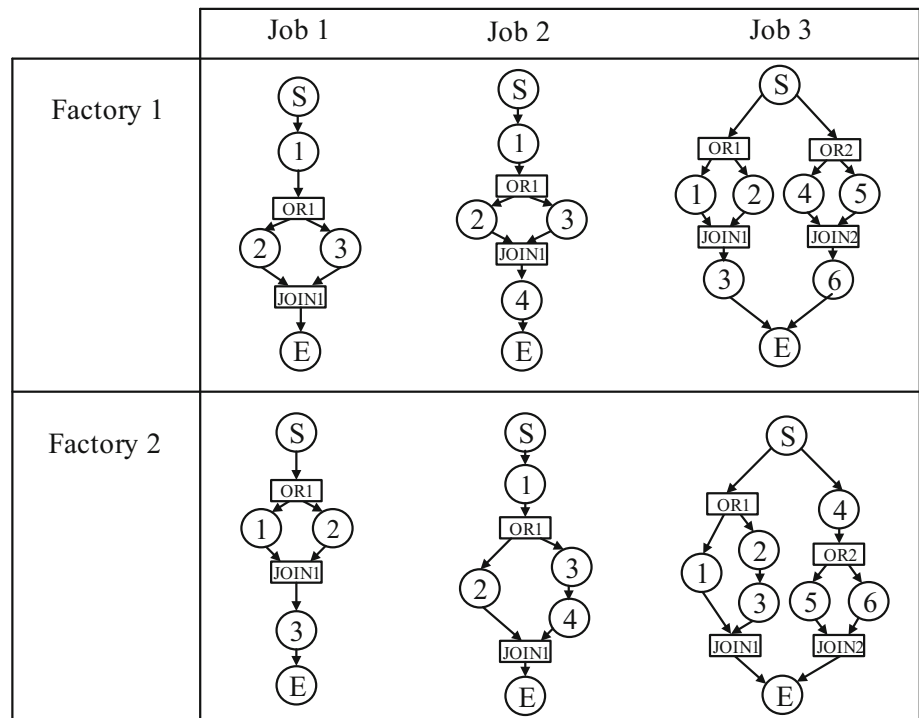 Job 1 Job 2 Job 3
Factory 1
S S S
1 1
OR1 OR2
OR1 OR1
1 2 4 5
2 3 2 3
JOIN1 JOIN2
JOIN1
JOIN1
3 6
4
E E E
Factory 2
S S S
1
OR1
OR1
4
OR1
1 2
2
OR2
JOIN1
1
3
2
5 6
3
4
3
JOIN1
JOIN1 JOIN2
E E E